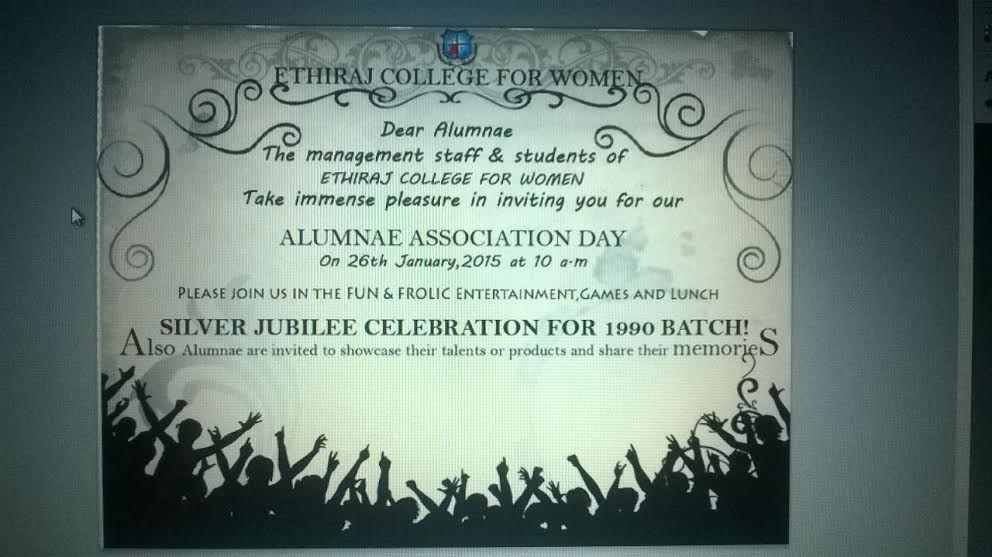 ETHIRAJ COLLEGE FOR WOMEN
Dear Alumnae
The management staff & students of
ETHIRAJ COLLEGE FOR WOMEN
Take immense pleasure in inviting you for our
ALUMNAE ASSOCIATION DAY
On 26th January,2015 at 10 a.m
PLEASE JOIN US IN THE FUN & FROLIC ENTERTAINMENT,GAMES AND LUNCH
SILVER JUBILEE CELEBRATION FOR 1990 BATCH!
Also Alumnae are invited to showcase their talents or products and share their memorieS